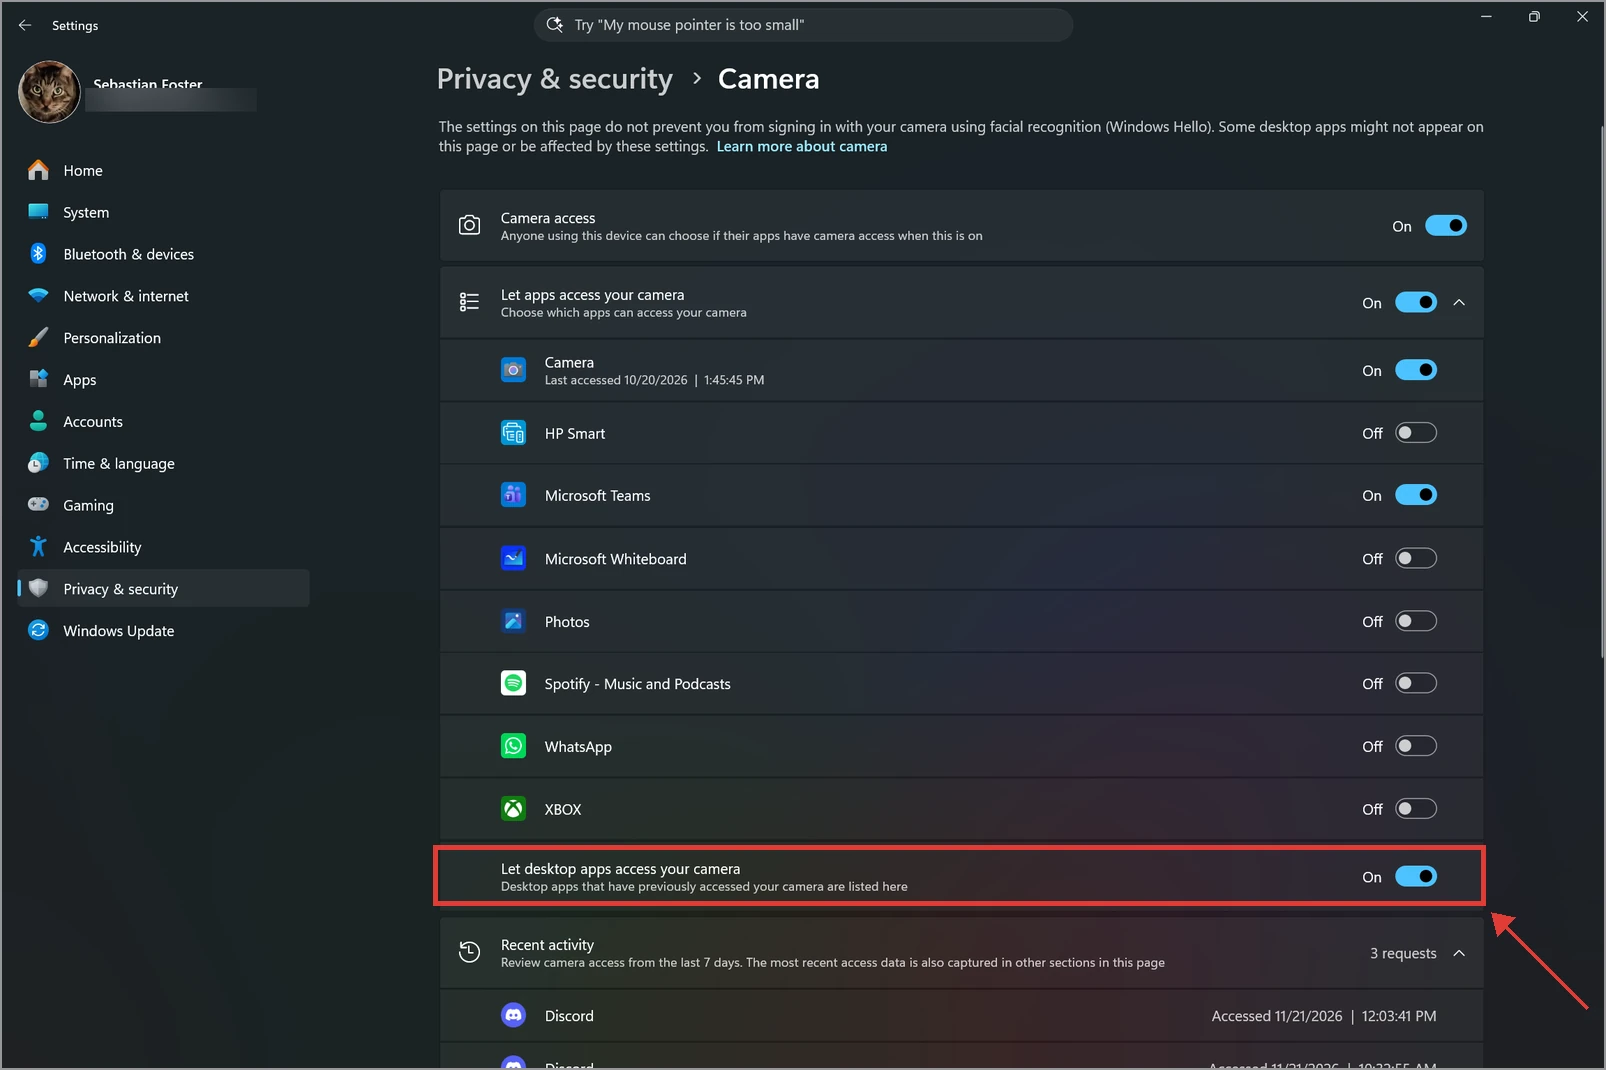 Settings
Try "My mouse pointer is too small"
Sebastian Foster
Home
System
Bluetooth & devices
Network & internet
Personalization
Apps
Accounts
Time & language
Gaming
Accessibility
Privacy & security
Windows Update
Privacy & security > Camera
The settings on this page do not prevent you from signing in with your camera using facial recognition (Windows Hello). Some desktop apps might not appear on
this page or be affected by these settings. Learn more about camera
Camera access
Anyone using this device can choose if their apps have camera access when this is on
On
Let apps access your camera
Choose which apps can access your camera
On
Camera
Last accessed 10/20/2026 | 1:45:45 PM
On
HP Smart
Off
Microsoft Teams
On
Microsoft Whiteboard
Off
Photos
Off
Spotify - Music and Podcasts
Off
WhatsApp
Off
XBOX
Off
Let desktop apps access your camera
Desktop apps that have previously accessed your camera are listed here
On
Recent activity
Review camera access from the last 7 days. The most recent access data is also captured in other sections in this page
3 requests
Discord
Accessed 11/21/2026 | 12:03:41 PM
Discord
Accessed 11/21/2026 | 10:32:55 AM